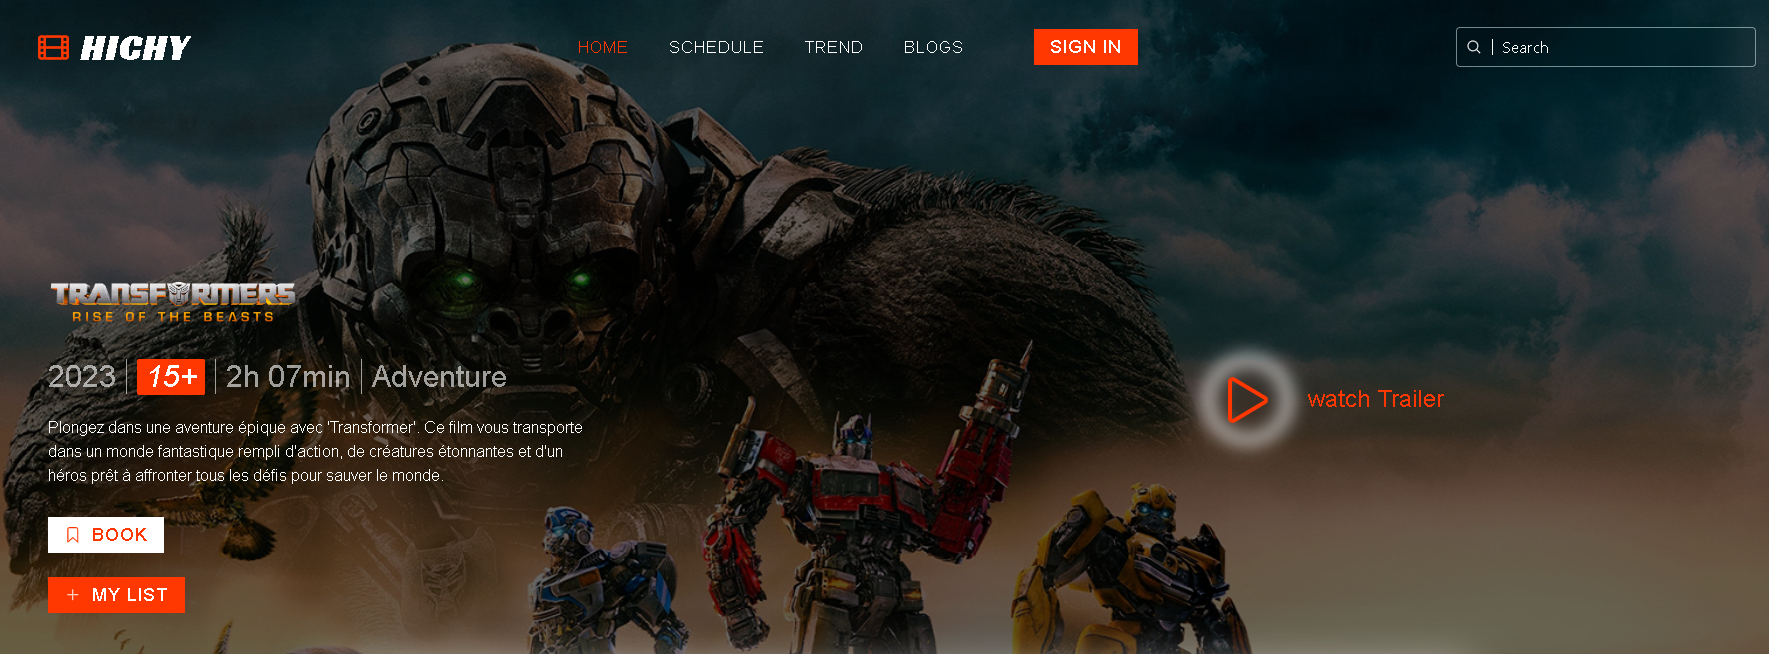 HICHY
HOME SCHEDULE TREND BLOGS SIGN IN Search
TRANSFORMERS
RISE OF THE BEASTS
2023 15+ 2h 07min Adventure
Plongez dans une aventure épique avec 'Transformer'. Ce film vous transporte
dans un monde fantastique rempli d'action, de créatures étonnantes et d'un
héros prêt à affronter tous les défis pour sauver le monde.
watch Trailer
BOOK
+ MY LIST